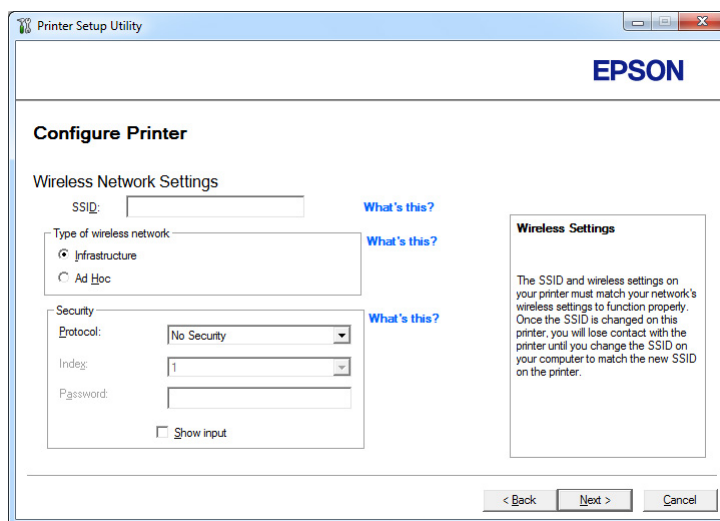 Printer Setup Utility
EPSON
Configure Printer
Wireless Network Settings
SSID:
What's this?
Type of wireless network
What's this?
Infrastructure
Ad Hoc
Security
What's this?
Protocol:
No Security
Index:
1
Password:
Show input
Wireless Settings
The SSID and wireless settings on
your printer must match your network's
wireless settings to function properly.
Once the SSID is changed on this
printer, you will lose contact with the
printer until you change the SSID on
your computer to match the new SSID
on the printer.
< Back
Next >
Cancel